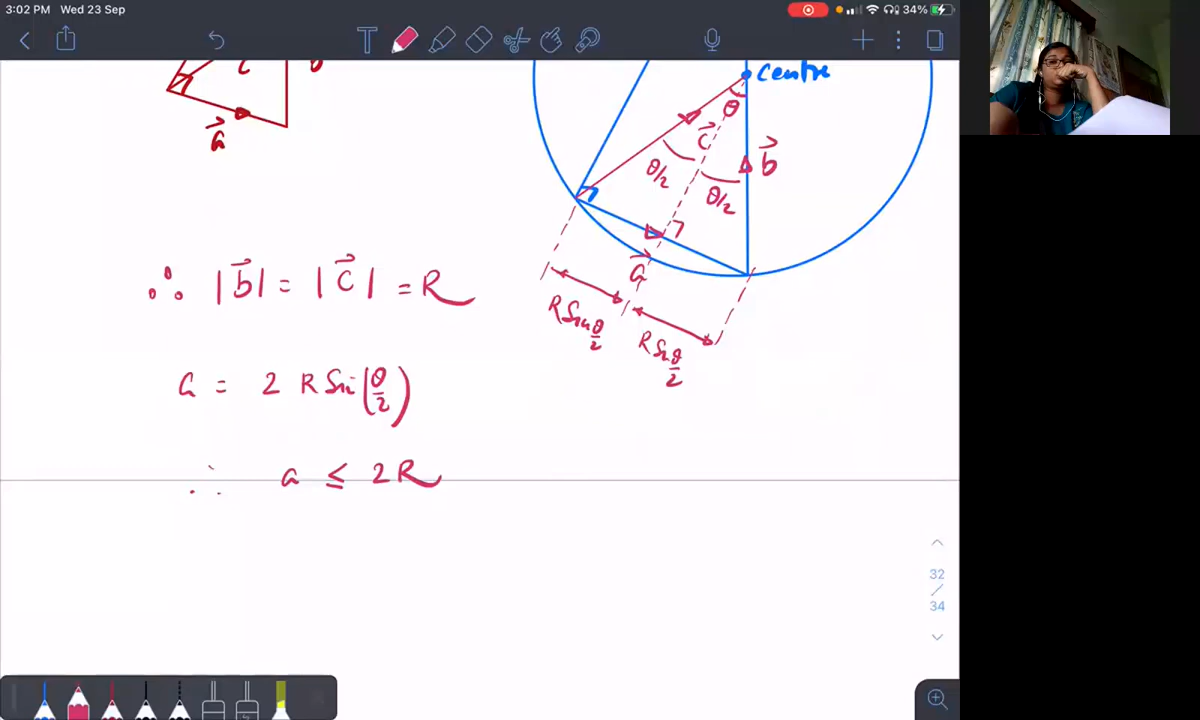 3:02 PM Wed 23 Sep
34%
T
Centre
θ
c⃗
b⃗
a⃗
θ/2
θ/2
a⃗
∴ |b⃗| = |c⃗| = R
R Sin θ/2
R Sin θ/2
a = 2 R Sin(θ/2)
∴ a ≤ 2R
32
/
34